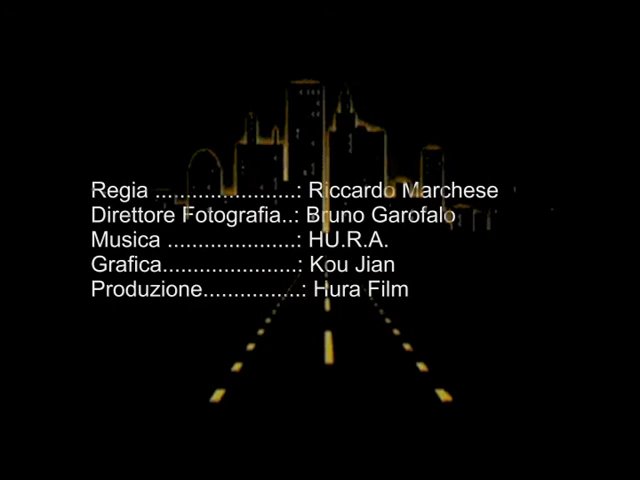 Regia .......................: Riccardo Marchese
Direttore Fotografia..: Bruno Garofalo
Musica .....................: HU.R.A.
Grafica......................: Kou Jian
Produzione................: Hura Film